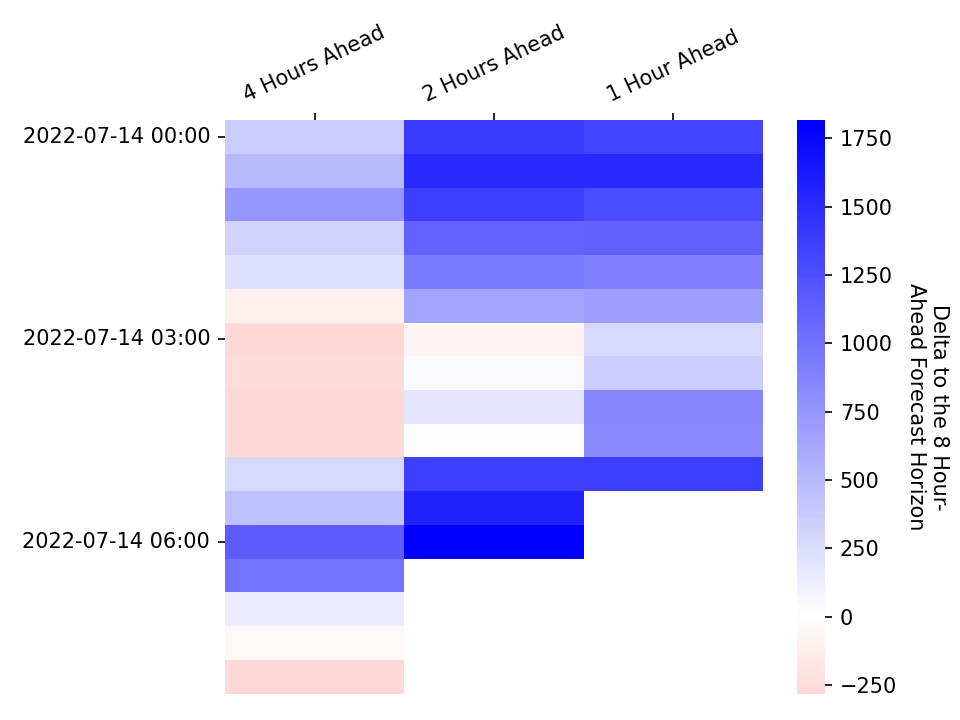 4 Hours Ahead
2 Hours Ahead
1 Hour Ahead
2022-07-14 00:00
2022-07-14 03:00
2022-07-14 06:00
1750
1500
1250
1000
750
500
250
0
−250
Delta to the 8 Hour-
Ahead Forecast Horizon